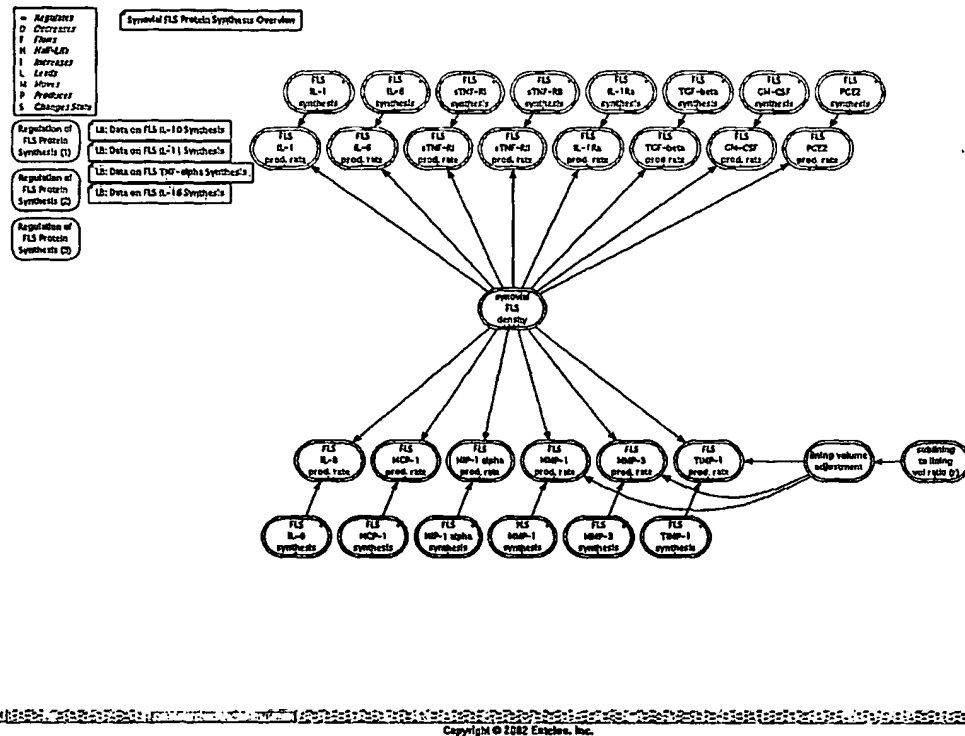 = Regulates
D Decreases
F Flows
H Half-Life
I Increases
L Leads
M Moves
P Produces
S Changes State
Synovial FLS Protein Synthesis Overview
Regulation of
FLS Protein
Synthesis (1)
Regulation of
FLS Protein
Synthesis (2)
Regulation of
FLS Protein
Synthesis (3)
LB: Data on FLS IL-10 Synthesis
LB: Data on FLS IL-11 Synthesis
LB: Data on FLS TNF-alpha Synthesis
LB: Data on FLS IL-16 Synthesis
FLS
IL-1
synthesis
FLS
IL-6
synthesis
FLS
sTNF-RI
synthesis
FLS
sTNF-RII
synthesis
FLS
IL-1Ra
synthesis
FLS
TGF-beta
synthesis
FLS
GM-CSF
synthesis
FLS
PGE2
synthesis
FLS
IL-1
prod. rate
FLS
IL-6
prod. rate
FLS
sTNF-RI
prod. rate
FLS
sTNF-RII
prod. rate
FLS
IL-1Ra
prod. rate
FLS
TGF-beta
prod. rate
FLS
GM-CSF
prod. rate
FLS
PGE2
prod. rate
synovial
FLS
density
FLS
IL-8
prod. rate
FLS
MCP-1
prod. rate
FLS
MIP-1 alpha
prod. rate
FLS
MMP-1
prod. rate
FLS
MMP-3
prod. rate
FLS
TIMP-1
prod. rate
lining volume
adjustment
sublining
to lining
vol ratio (r)
FLS
IL-8
synthesis
FLS
MCP-1
synthesis
FLS
MIP-1 alpha
synthesis
FLS
MMP-1
synthesis
FLS
MMP-3
synthesis
FLS
TIMP-1
synthesis
Copyright © 2002 Entelos, Inc.